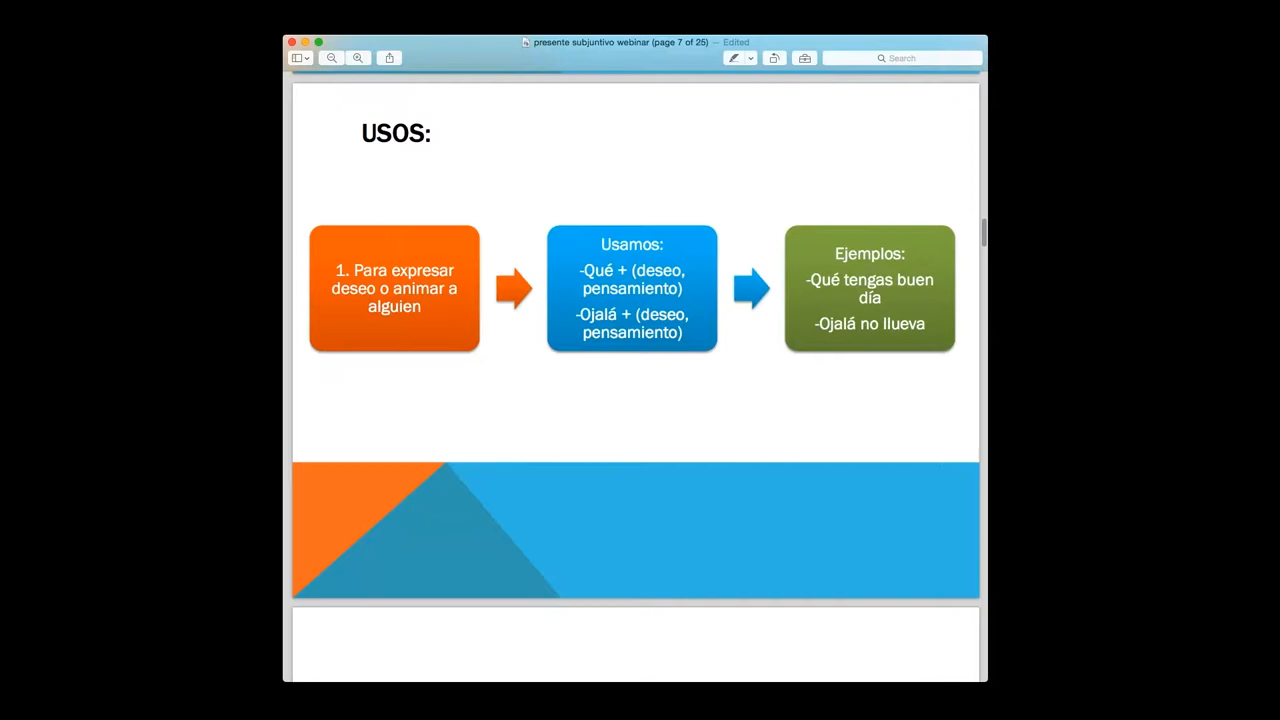 presente subjuntivo webinar (page 7 of 25) — Edited
Search
USOS:
1. Para expresar
deseo o animar a
alguien
Usamos:
-Qué + (deseo,
pensamiento)
-Ojalá + (deseo,
pensamiento)
Ejemplos:
-Qué tengas buen
día
-Ojalá no llueva